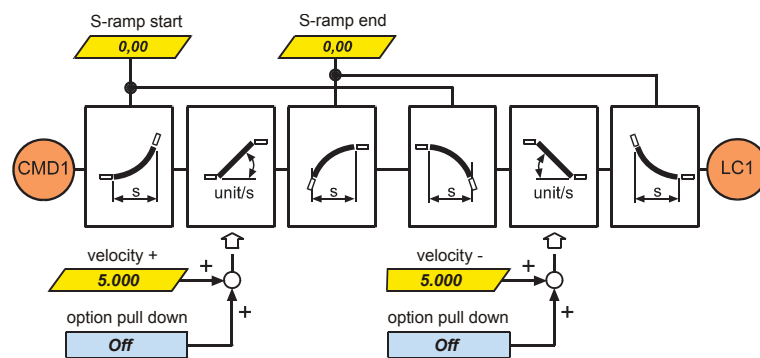 S-ramp start
S-ramp end
0,00
0,00
CMD1
s
unit/s
s
s
unit/s
s
LC1
velocity +
velocity -
5.000
+
5.000
+
option pull down
+
option pull down
+
Off
Off